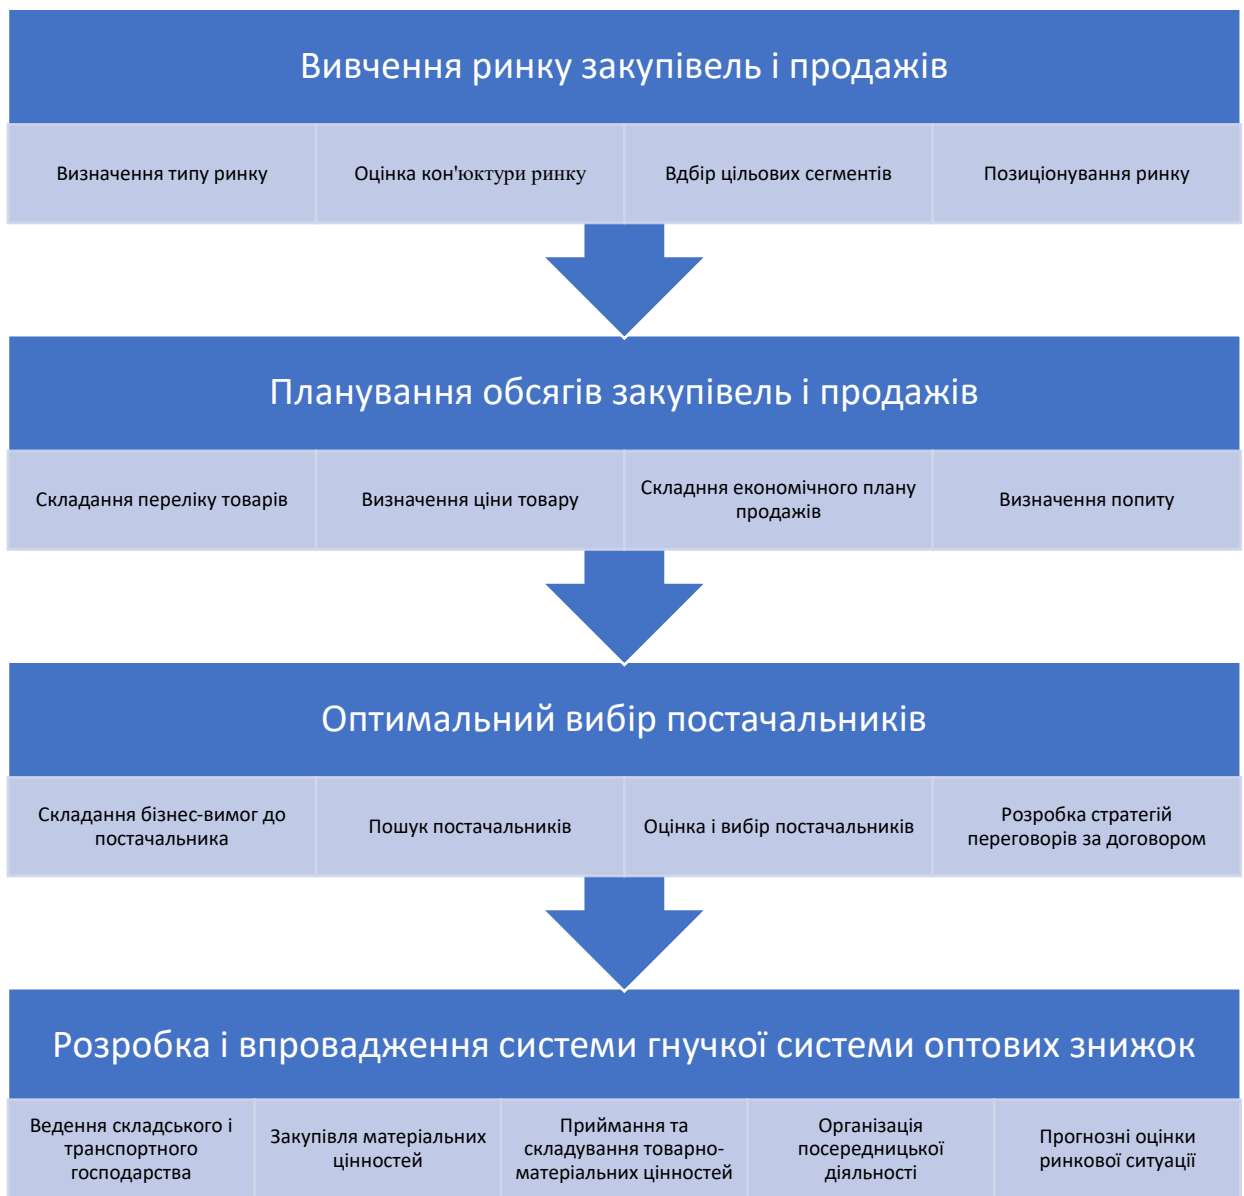 Вивчення ринку закупівель і продажів
Визначення типу ринку
Оцінка кон'юктури ринку
Вдбір цільових сегментів
Позиціонування ринку
Планування обсягів закупівель і продажів
Складання переліку товарів
Визначення ціни товару
Складння економічного плану
продажів
Визначення попиту
Оптимальний вибір постачальників
Складання бізнес-вимог до
постачальника
Пошук постачальників
Оцінка і вибір постачальників
Розробка стратегій
переговорів за договором
Розробка і впровадження системи гнучкої системи оптових знижок
Ведення складського і
транспортного
господарства
Закупівля матеріальних
цінностей
Приймання та
складування товарно-
матеріальних цінностей
Організація
посередницької
діяльності
Прогнозні оцінки
ринкової ситуації